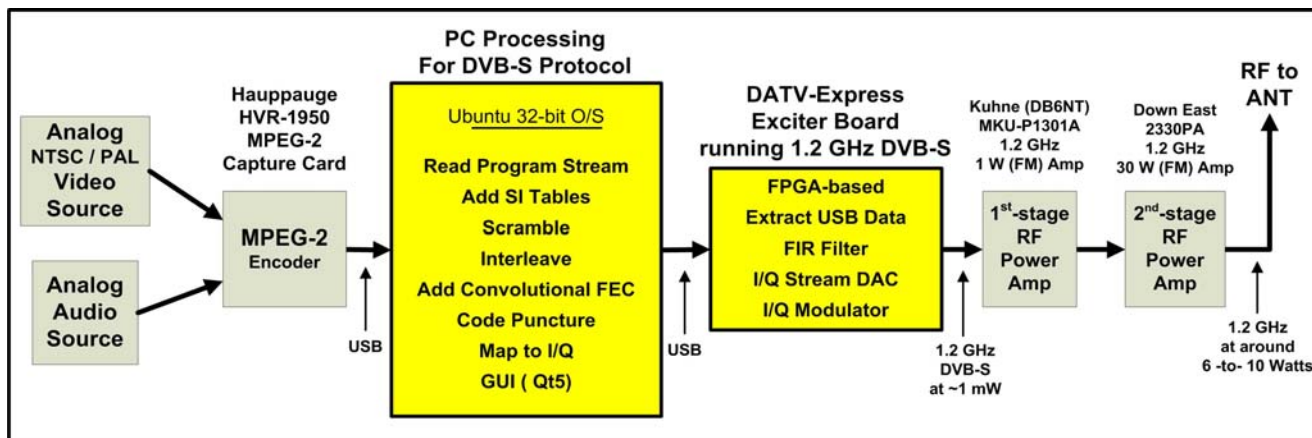 Analog
NTSC / PAL
Video
Source
Analog
Audio
Source
Hauppauge
HVR-1950
MPEG-2
Capture Card
MPEG-2
Encoder
USB
PC Processing
For DVB-S Protocol
Ubuntu 32-bit O/S
Read Program Stream
Add SI Tables
Scramble
Interleave
Add Convolutional FEC
Code Puncture
Map to I/Q
GUI ( Qt5)
USB
DATV-Express
Exciter Board
running 1.2 GHz DVB-S
FPGA-based
Extract USB Data
FIR Filter
I/Q Stream DAC
I/Q Modulator
1.2 GHz
DVB-S
at ~1 mW
Kuhne (DB6NT)
MKU-P1301A
1.2 GHz
1 W (FM) Amp
1st-stage
RF
Power
Amp
Down East
2330PA
1.2 GHz
30 W (FM) Amp
2nd-stage
RF
Power
Amp
RF to
ANT
1.2 GHz
at around
6 -to- 10 Watts